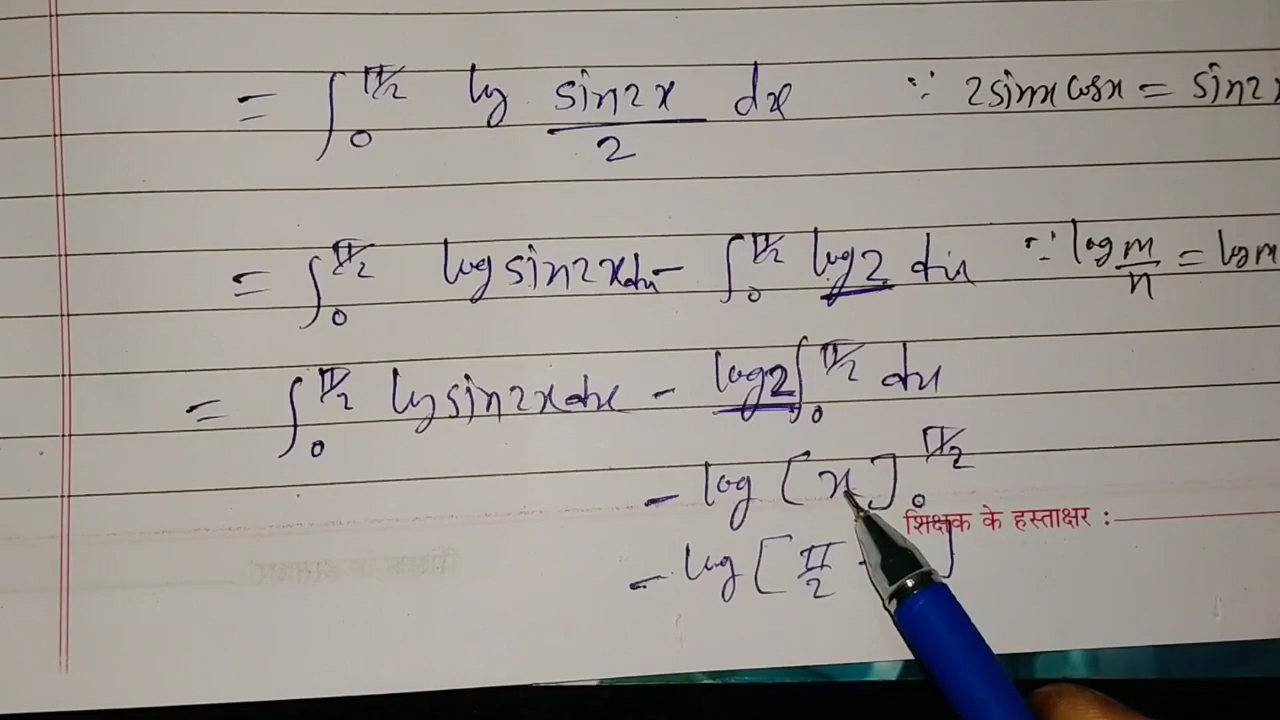 = ∫₀^π/2 log sin2x/2 dx ∵ 2sinx cosx = sin2x
= ∫₀^π/2 log sin2x dx - ∫₀^π/2 log2 dx ∵ log m/n = log m
= ∫₀^π/2 log sin2x dx - log2 ∫₀^π/2 dx
- log [x]₀^π/2
शिक्षक के हस्ताक्षर :
- log [π/2 - ]